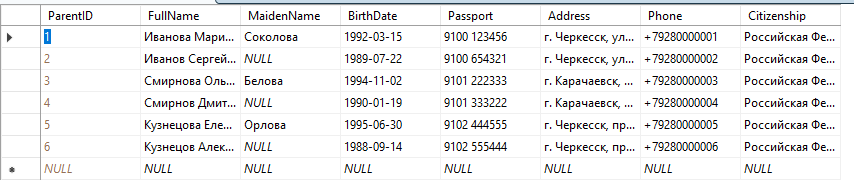 ParentID FullName MaidenName BirthDate Passport Address Phone Citizenship
1 Иванова Мари... Соколова 1992-03-15 9100 123456 г. Черкесск, ул... +79280000001 Российская Фе...
2 Иванов Сергей... NULL 1989-07-22 9100 654321 г. Черкесск, ул... +79280000002 Российская Фе...
3 Смирнова Оль... Белова 1994-11-02 9101 222333 г. Карачаевск, ... +79280000003 Российская Фе...
4 Смирнов Дмит... NULL 1990-01-19 9101 333222 г. Карачаевск, ... +79280000004 Российская Фе...
5 Кузнецова Еле... Орлова 1995-06-30 9102 444555 г. Черкесск, пр... +79280000005 Российская Фе...
6 Кузнецов Алек... NULL 1988-09-14 9102 555444 г. Черкесск, пр... +79280000006 Российская Фе...
NULL NULL NULL NULL NULL NULL NULL NULL